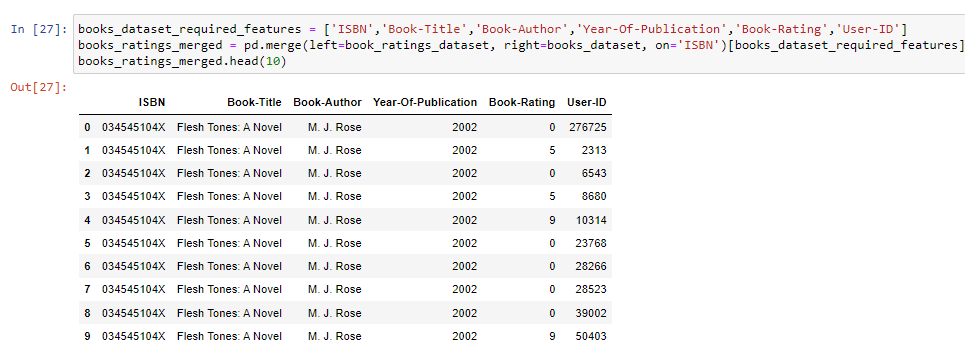 In [27]: books_dataset_required_features = ['ISBN','Book-Title','Book-Author','Year-Of-Publication','Book-Rating','User-ID']
books_ratings_merged = pd.merge(left=book_ratings_dataset, right=books_dataset, on='ISBN')[books_dataset_required_features]
books_ratings_merged.head(10)
Out[27]:
ISBN Book-Title Book-Author Year-Of-Publication Book-Rating User-ID
0 034545104X Flesh Tones: A Novel M. J. Rose 2002 0 276725
1 034545104X Flesh Tones: A Novel M. J. Rose 2002 5 2313
2 034545104X Flesh Tones: A Novel M. J. Rose 2002 0 6543
3 034545104X Flesh Tones: A Novel M. J. Rose 2002 5 8680
4 034545104X Flesh Tones: A Novel M. J. Rose 2002 9 10314
5 034545104X Flesh Tones: A Novel M. J. Rose 2002 0 23768
6 034545104X Flesh Tones: A Novel M. J. Rose 2002 0 28266
7 034545104X Flesh Tones: A Novel M. J. Rose 2002 0 28523
8 034545104X Flesh Tones: A Novel M. J. Rose 2002 0 39002
9 034545104X Flesh Tones: A Novel M. J. Rose 2002 9 50403